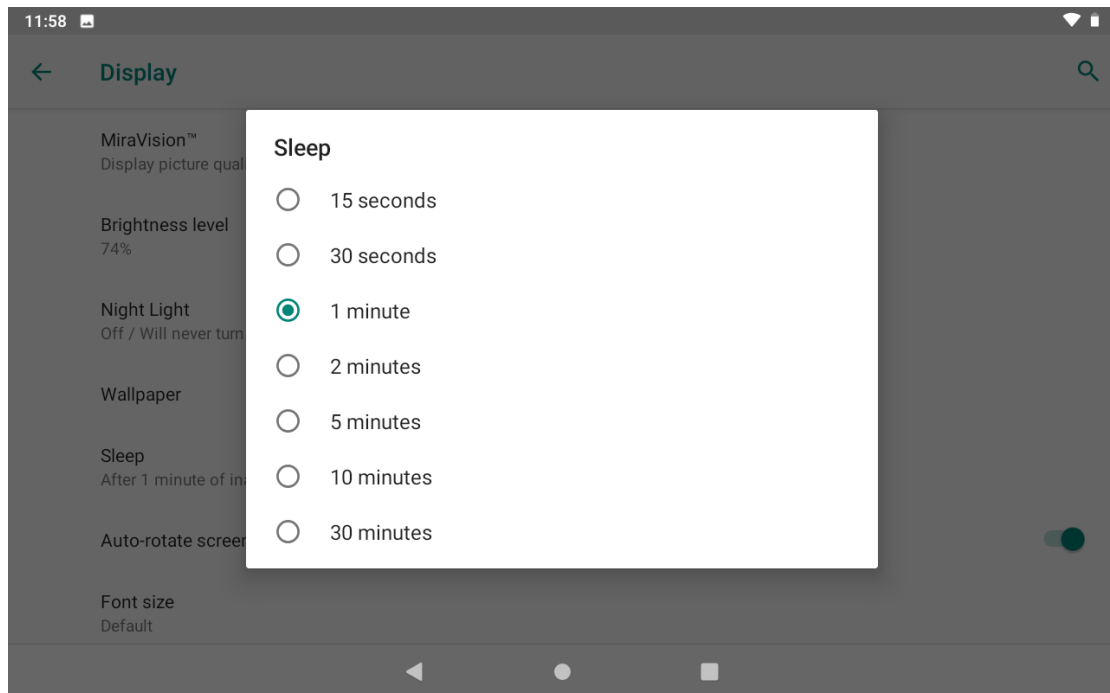 11:58
Display
MiraVision™
Display picture qual
Brightness level
74%
Night Light
Off / Will never turn
Wallpaper
Sleep
After 1 minute of in
Auto-rotate screen
Font size
Default
Sleep
15 seconds
30 seconds
1 minute
2 minutes
5 minutes
10 minutes
30 minutes